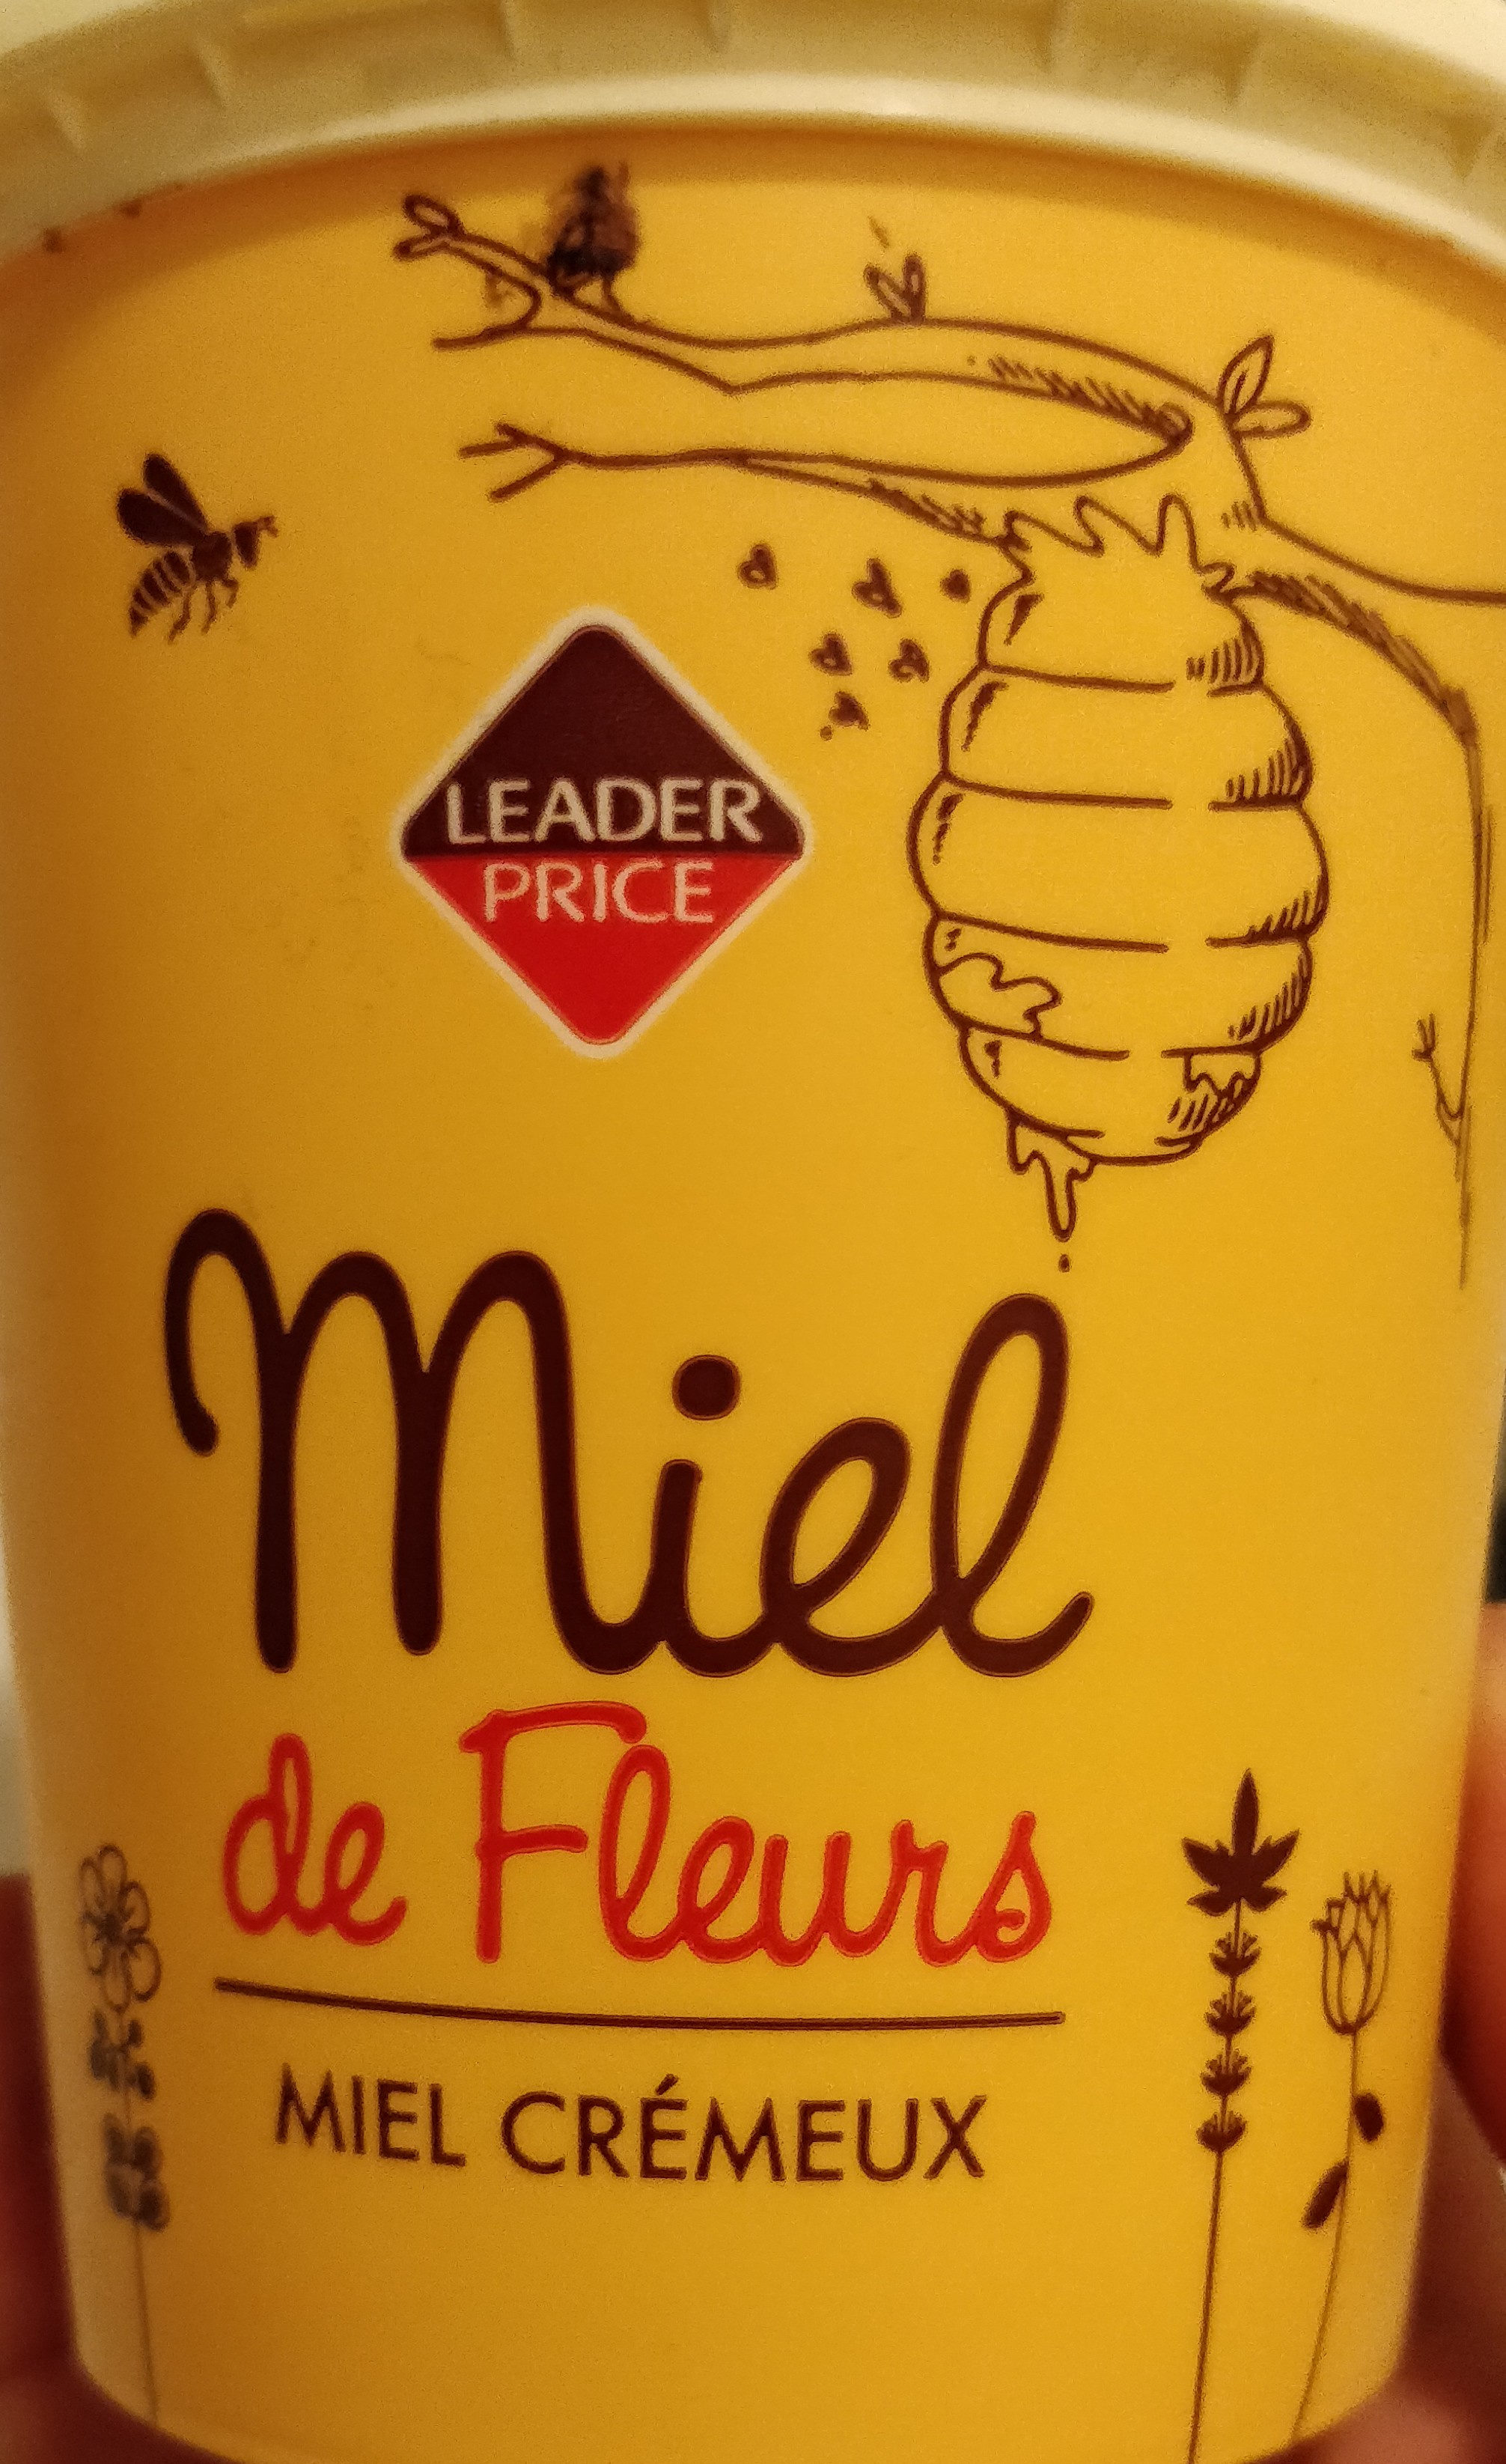 LEADER
PRICE
Miel
de Fleurs
MIEL CRÉMEUX